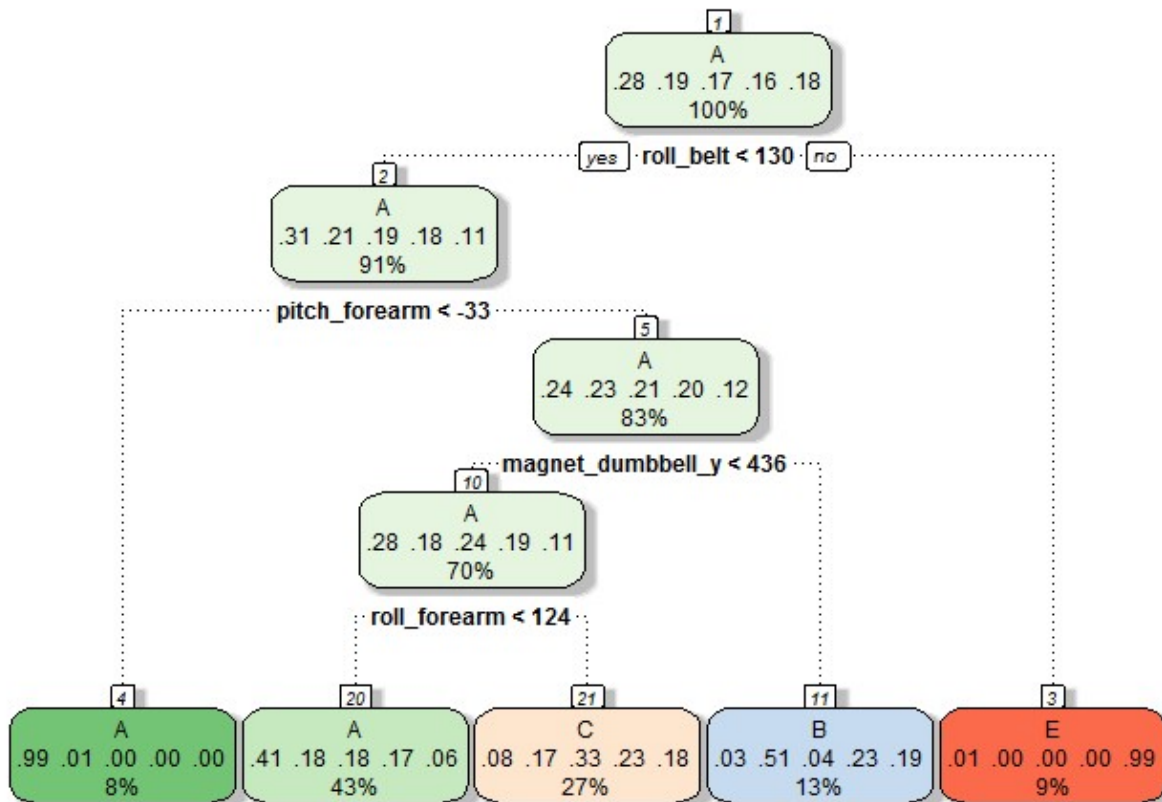 1
A
.28 .19 .17 .16 .18
100%
yes roll_belt < 130 no
2
A
.31 .21 .19 .18 .11
91%
pitch_forearm < -33
5
A
.24 .23 .21 .20 .12
83%
magnet_dumbbell_y < 436
10
A
.28 .18 .24 .19 .11
70%
roll_forearm < 124
4
A
.99 .01 .00 .00 .00
8%
20
A
.41 .18 .18 .17 .06
43%
21
C
.08 .17 .33 .23 .18
27%
11
B
.03 .51 .04 .23 .19
13%
3
E
.01 .00 .00 .00 .99
9%